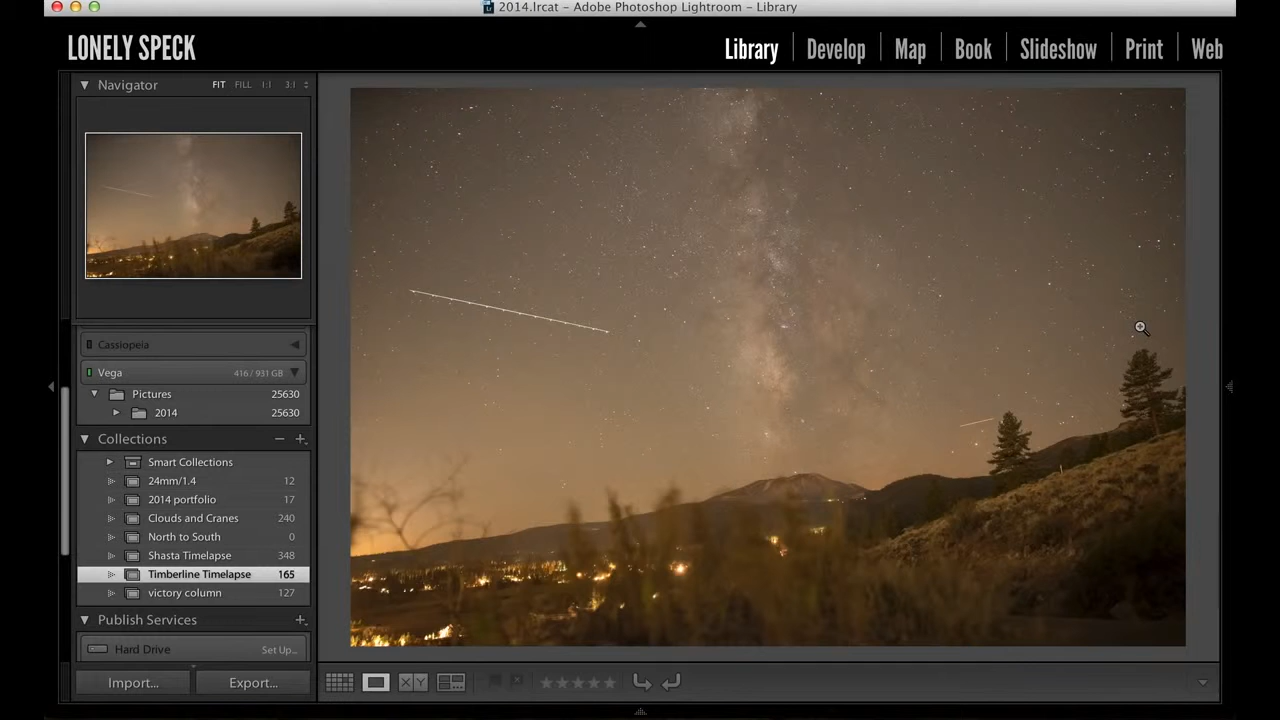 2014.lrcat - Adobe Photoshop Lightroom - Library
LONELY SPECK
Library | Develop | Map | Book | Slideshow | Print | Web
Navigator FIT FILL 1:1 3:1
Cassiopeia
Vega 416 / 931 GB
Pictures 25630
2014 25630
Collections
Smart Collections
24mm/1.4 12
2014 portfolio 17
Clouds and Cranes 240
North to South 0
Shasta Timelapse 348
Timberline Timelapse 165
victory column 127
Publish Services
Hard Drive Set Up...
Import... Export...
XY